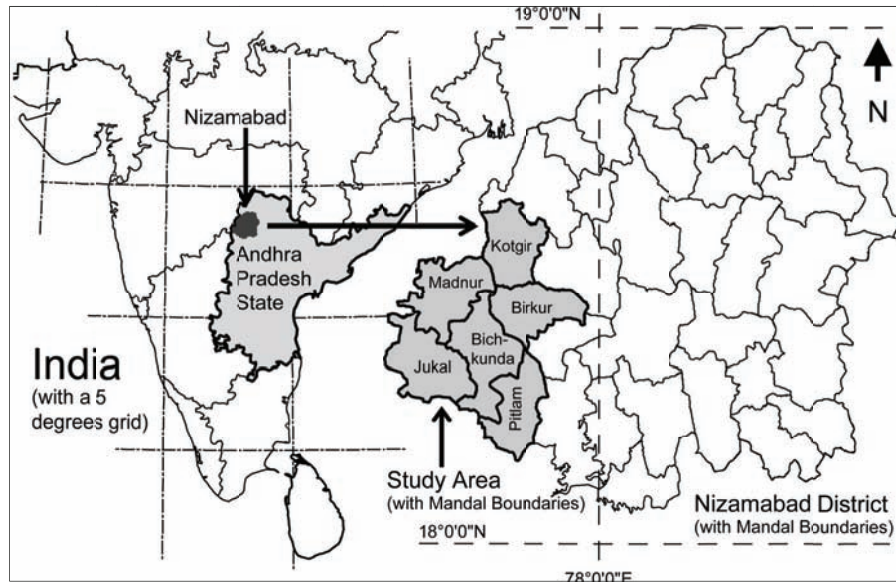 19°0'0"N
N
Nizamabad
Kotgir
Andhra
Pradesh
State
Madnur
Birkur
Bich-
kunda
Jukal
Pitlam
India
(with a 5
degrees grid)
Study Area
(with Mandal Boundaries)
Nizamabad District
(with Mandal Boundaries)
18°0'0"N
78°0'0"E